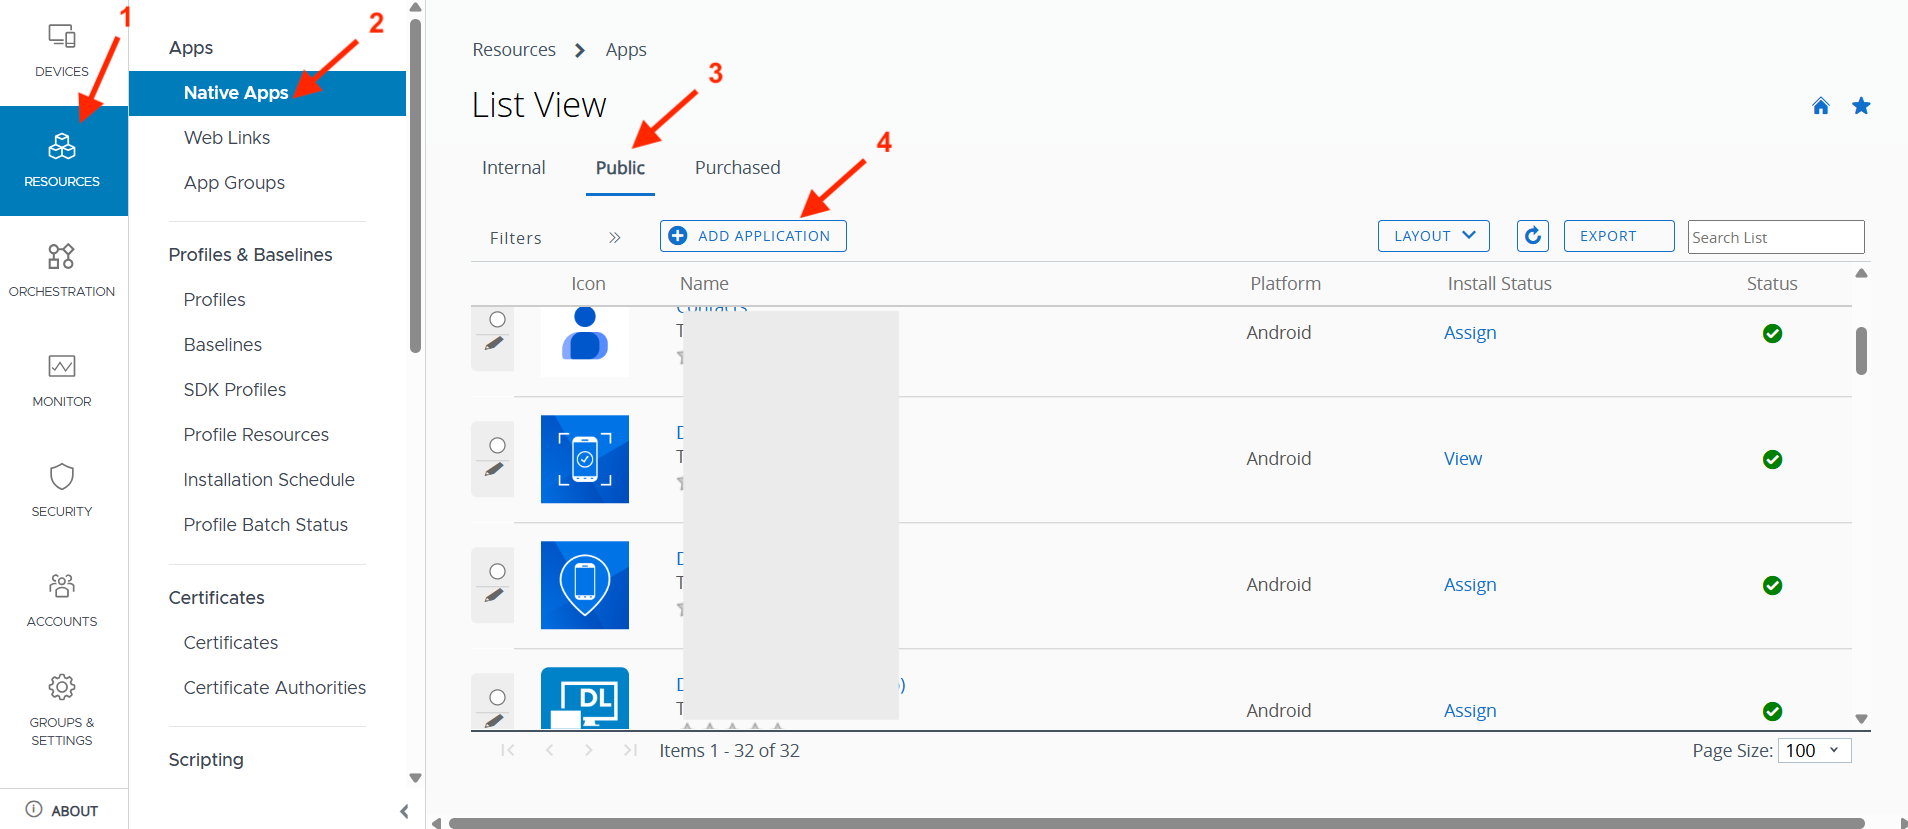 1
2
3
4
DEVICES
RESOURCES
ORCHESTRATION
MONITOR
SECURITY
ACCOUNTS
GROUPS &
SETTINGS
ABOUT
Apps
Native Apps
Web Links
App Groups
Profiles & Baselines
Profiles
Baselines
SDK Profiles
Profile Resources
Installation Schedule
Profile Batch Status
Certificates
Certificates
Certificate Authorities
Scripting
Resources Apps
List View
Internal Public Purchased
Filters » ADD APPLICATION LAYOUT EXPORT Search List
Icon Name Platform Install Status Status
Contacts
T
Android Assign
D
T
Android View
D
T
Android Assign
DL
D )
T
Android Assign
Items 1 - 32 of 32 Page Size: 100